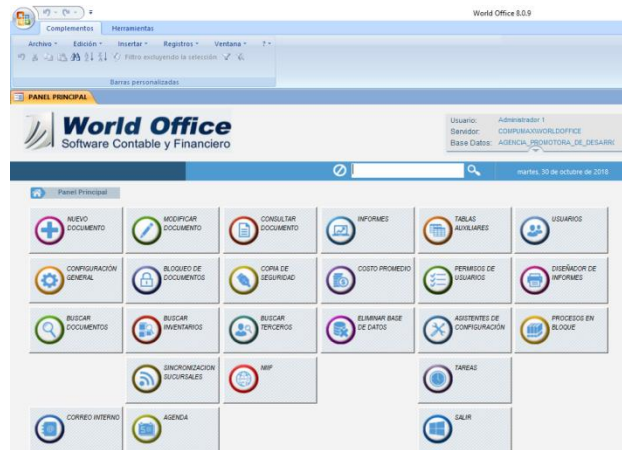 World Office 8.0.9
Complementos Herramientas
Archivo Edición Insertar Registros Ventana ?
Filtro excluyendo la selección
Barras personalizadas
PANEL PRINCIPAL
World Office
Software Contable y Financiero
Usuario: Administrador 1
Servidor: COMPUMAX\WORLDOFFICE
Base Datos: AGENCIA_PROMOTORA_DE_DESARRO
martes, 30 de octubre de 2018
Panel Principal
NUEVO DOCUMENTO
MODIFICAR DOCUMENTO
CONSULTAR DOCUMENTO
INFORMES
TABLAS AUXILIARES
USUARIOS
CONFIGURACIÓN GENERAL
BLOQUEO DE DOCUMENTOS
COPIA DE SEGURIDAD
COSTO PROMEDIO
PERMISOS DE USUARIOS
DISEÑADOR DE INFORMES
BUSCAR DOCUMENTOS
BUSCAR INVENTARIOS
BUSCAR TERCEROS
ELIMINAR BASE DE DATOS
ASISTENTES DE CONFIGURACIÓN
PROCESOS EN BLOQUE
SINCRONIZACION SUCURSALES
NIIF
TAREAS
CORREO INTERNO
AGENDA
SALIR